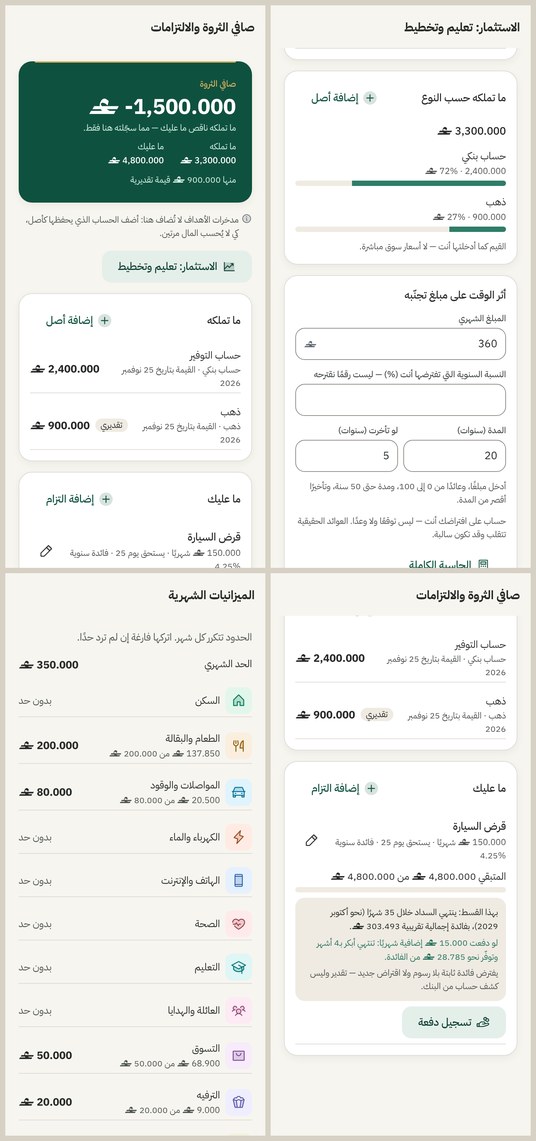 الاستثمار: تعليم وتخطيط
ما تملكه حسب النوع
+ إضافة أصل
3,300.000
حساب بنكي
2,400.000 · 72%
ذهب
900.000 · 27%
القيم كما أدخلتها أنت — لا أسعار سوق مباشرة.
أثر الوقت على مبلغ تجنّبه
المبلغ الشهري
360
النسبة السنوية التي تفترضها أنت (%) — ليست رقمًا نقترحه
المدة (سنوات)
لو تأخرت (سنوات)
20
5
أدخل مبلغًا، وعائدًا من 0 إلى 100، ومدة حتى 50 سنة، وتأخيرًا
أقصر من المدة.
حساب على افتراضك أنت — ليس توقعًا ولا وعدًا. العوائد الحقيقية
تتقلب وقد تكون سالبة.
الحاسبة الكاملة
صافي الثروة والالتزامات
صافي الثروة
-1,500.000
ما تملكه ناقص ما عليك — مما سجّلته هنا فقط.
ما تملكه
ما عليك
3,300.000
4,800.000
منها 900.000 قيمة تقديرية
مدخرات الأهداف لا تُضاف هنا: أضف الحساب الذي يحفظها كأصل،
كي لا يُحسب المال مرتين.
الاستثمار: تعليم وتخطيط
ما تملكه
+ إضافة أصل
حساب التوفير
2,400.000
حساب بنكي · القيمة بتاريخ 25 نوفمبر
2026
ذهب
تقديري
900.000
ذهب · القيمة بتاريخ 25 نوفمبر
2026
ما عليك
+ إضافة التزام
قرض السيارة
150.000 شهريًا · يستحق يوم 25 · فائدة سنوية
4.25%
صافي الثروة والالتزامات
حساب التوفير
2,400.000
حساب بنكي · القيمة بتاريخ 25 نوفمبر
2026
ذهب
تقديري
900.000
ذهب · القيمة بتاريخ 25 نوفمبر
2026
ما عليك
+ إضافة التزام
قرض السيارة
150.000 شهريًا · يستحق يوم 25 · فائدة سنوية
4.25%
المتبقي 4,800.000 من 4,800.000
بهذا القسط: ينتهي السداد خلال 35 شهرًا (نحو أكتوبر
2029)، بفائدة إجمالية تقريبية 303.493.
لو دفعت 15.000 إضافية شهريًا: تنتهي أبكر بـ4 أشهر
وتوفّر نحو 28.785 من الفائدة.
يفترض فائدة ثابتة بلا رسوم ولا اقتراض جديد — تقدير وليس
كشف حساب من البنك.
تسجيل دفعة
الميزانيات الشهرية
الحدود تتكرر كل شهر. اتركها فارغة إن لم ترد حدًا.
الحد الشهري
350.000
السكن
بدون حد
الطعام والبقالة
200.000
137.850 من 200.000
المواصلات والوقود
80.000
20.500 من 80.000
الكهرباء والماء
بدون حد
الهاتف والإنترنت
بدون حد
الصحة
بدون حد
التعليم
بدون حد
العائلة والهدايا
بدون حد
التسوق
50.000
68.900 من 50.000
الترفيه
20.000
9.000 من 20.000